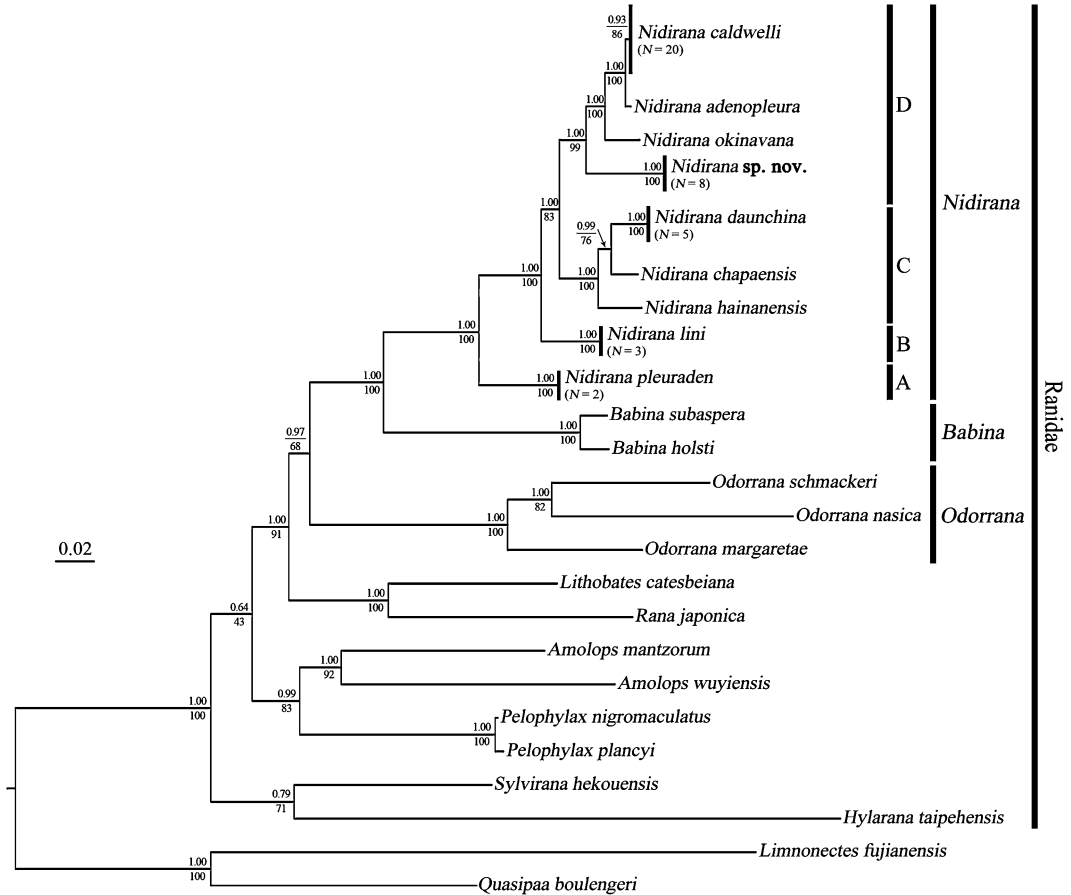 0.93
86
Nidirana caldwelli
(N = 20)
1.00
100
D
Nidirana adenopleura
1.00
100
1.00
99
Nidirana okinavana
1.00
100
Nidirana sp. nov.
(N = 8)
Nidirana
1.00
83
1.00
100
Nidirana daunchina
(N = 5)
0.99
76
C
1.00
100
1.00
100
Nidirana chapaensis
Nidirana hainanensis
1.00
100
1.00
100
Nidirana lini
(N = 3)
B
1.00
100
1.00
100
Nidirana pleuraden
(N = 2)
A
Ranidae
Babina subaspera
1.00
100
Babina
0.97
68
Babina holsti
Odorrana schmackeri
1.00
82
Odorrana nasica
Odorrana
1.00
91
1.00
100
0.02
Odorrana margaretae
Lithobates catesbeiana
1.00
100
0.64
43
Rana japonica
Amolops mantzorum
1.00
92
Amolops wuyiensis
0.99
83
1.00
100
Pelophylax nigromaculatus
1.00
100
Pelophylax plancyi
Sylvirana hekouensis
0.79
71
Hylarana taipehensis
Limnonectes fujianensis
1.00
100
Quasipaa boulengeri